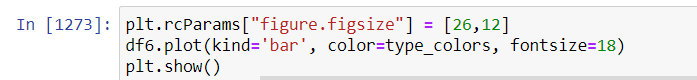 In [1273]: plt.rcParams["figure.figsize"] = [26,12]
df6.plot(kind='bar', color=type_colors, fontsize=18)
plt.show()